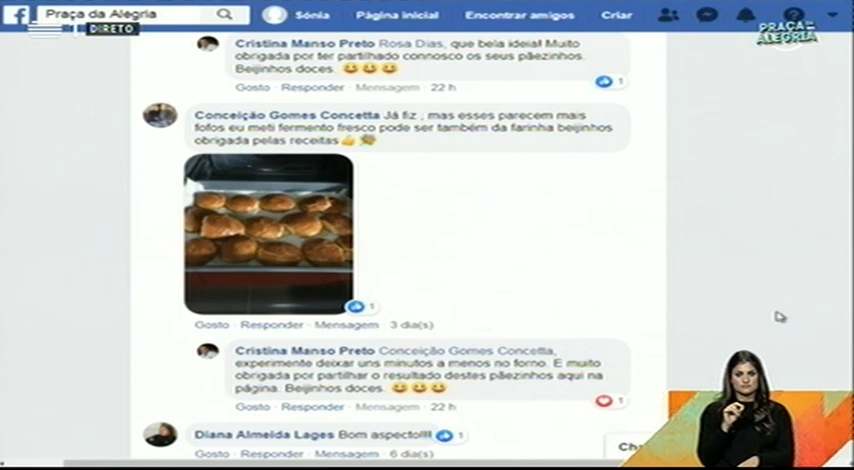 Praça da Alegria
Sónia
Página inicial
Encontrar amigos
Criar
DIRETO
PRAÇA DA ALEGRIA
Cristina Manso Preto Rosa Dias, que bela ideia! Muito
obrigada por ter partilhado connosco os seus pãezinhos.
Beijinhos doces. 😄😄😄
1
Gosto · Responder · Mensagem · 22 h
Conceição Gomes Concetta Já fiz , mas esses parecem mais
fofos eu meti fermento fresco pode ser também da farinha beijinhos
obrigada pelas receitas 👍💐
1
Gosto · Responder · Mensagem · 3 dia(s)
Cristina Manso Preto Conceição Gomes Concetta,
experimente deixar uns minutos a menos no forno. E muito
obrigada por partilhar o resultado destes pãezinhos aqui na
página. Beijinhos doces. 😄😄😄
1
Gosto · Responder · Mensagem · 22 h
Diana Almeida Lages Bom aspecto!!! 1
Gosto · Responder · Mensagem · 6 dia(s)